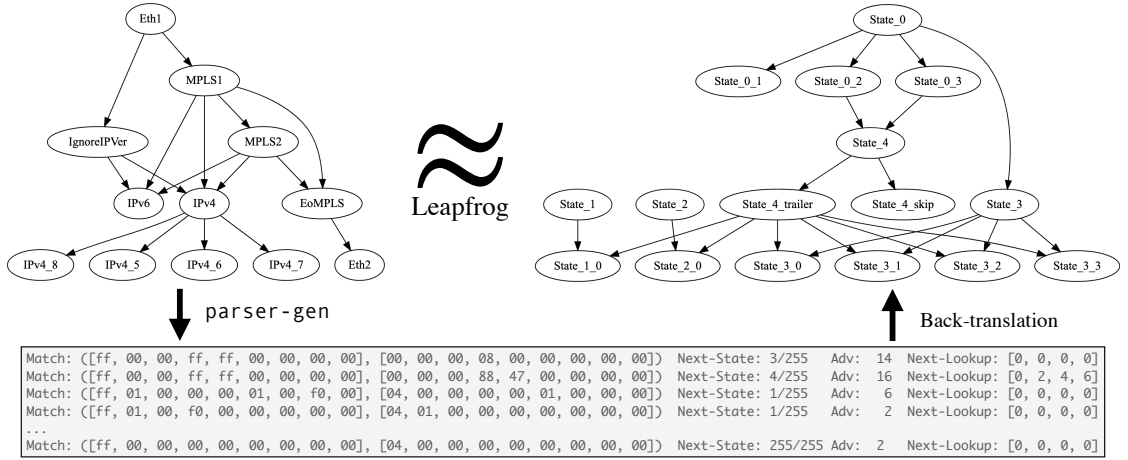 Eth1
MPLS1
IgnoreIPVer
MPLS2
IPv6
IPv4
EoMPLS
IPv4_8
IPv4_5
IPv4_6
IPv4_7
Eth2
≈
Leapfrog
State_0
State_0_1
State_0_2
State_0_3
State_4
State_1
State_2
State_4_trailer
State_4_skip
State_3
State_1_0
State_2_0
State_3_0
State_3_1
State_3_2
State_3_3
parser-gen
Back-translation
Match: ([ff, 00, 00, ff, ff, 00, 00, 00, 00], [00, 00, 00, 08, 00, 00, 00, 00, 00]) Next-State: 3/255 Adv: 14 Next-Lookup: [0, 0, 0, 0]
Match: ([ff, 00, 00, ff, ff, 00, 00, 00, 00], [00, 00, 00, 88, 47, 00, 00, 00, 00]) Next-State: 4/255 Adv: 16 Next-Lookup: [0, 2, 4, 6]
Match: ([ff, 01, 00, 00, 00, 01, 00, f0, 00], [04, 00, 00, 00, 00, 01, 00, 00, 00]) Next-State: 1/255 Adv: 6 Next-Lookup: [0, 0, 0, 0]
Match: ([ff, 01, 00, f0, 00, 00, 00, 00, 00], [04, 01, 00, 00, 00, 00, 00, 00, 00]) Next-State: 1/255 Adv: 2 Next-Lookup: [0, 0, 0, 0]
...
Match: ([ff, 00, 00, 00, 00, 00, 00, 00, 00], [04, 00, 00, 00, 00, 00, 00, 00, 00]) Next-State: 255/255 Adv: 2 Next-Lookup: [0, 0, 0, 0]